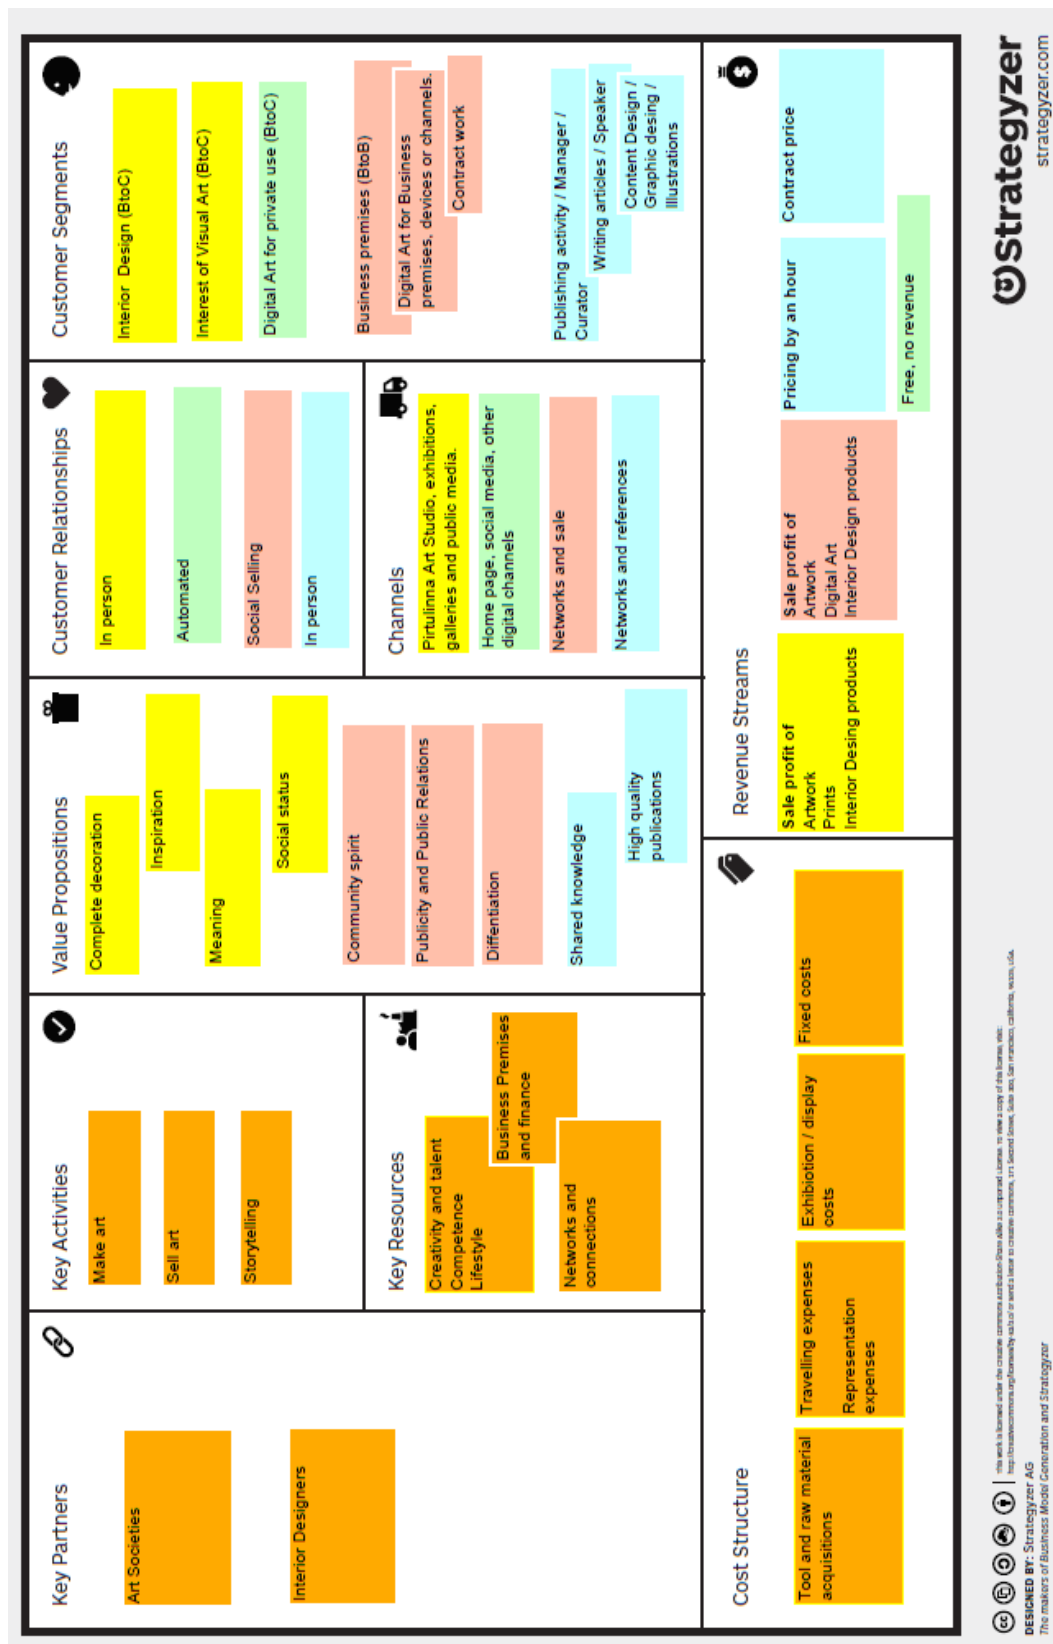 Key Partners
Art Societies
Interior Designers
Key Activities
Make art
Sell art
Storytelling
Key Resources
Creativity and talent
Competence
Lifestyle
Business Premises
and finance
Networks and
connections
Value Propositions
Complete decoration
Inspiration
Meaning
Social status
Community spirit
Publicity and Public Relations
Diffentiation
Shared knowledge
High quality
publications
Customer Relationships
In person
Automated
Social Selling
In person
Channels
Pirtulinna Art Studio, exhibitions,
galleries and public media.
Home page, social media, other
digital channels
Networks and sale
Networks and references
Customer Segments
Interior Design (BtoC)
Interest of Visual Art (BtoC)
Digital Art for private use (BtoC)
Business premises (BtoB)
Digital Art for Business
premises, devices or channels.
Contract work
Publishing activity / Manager /
Curator
Writing articles / Speaker
Content Design /
Graphic desing /
Illustrations
Cost Structure
Tool and raw material
acquisitions
Travelling expenses
Representation
expenses
Exhibiotion / display
costs
Fixed costs
Revenue Streams
Sale profit of
Artwork
Prints
Interior Desing products
Sale profit of
Artwork
Digital Art
Interior Design products
Pricing by an hour
Contract price
Free, no revenue
DESIGNED BY: Strategyzer AG
The makers of Business Model Generation and Strategyzer
Strategyzer
strategyzer.com